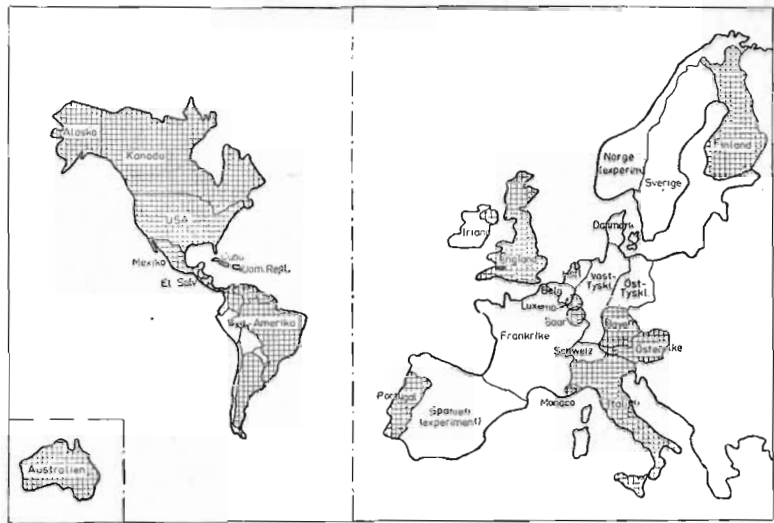 Alaska
Kanada
USA
Mexiko
Cuba
Dom. Rept.
El Salv
Amerika
Australien
Norge
(experim.
Sverige
Finland
Irland
England
Danmark
Väst-
Tyskl.
Öst-
Tyskl.
Belg
Luxemb
Saar
Bayern
Frankrike
Schweiz
Österrike
Portugal
Spanien
(experiment)
Monaco
Italien